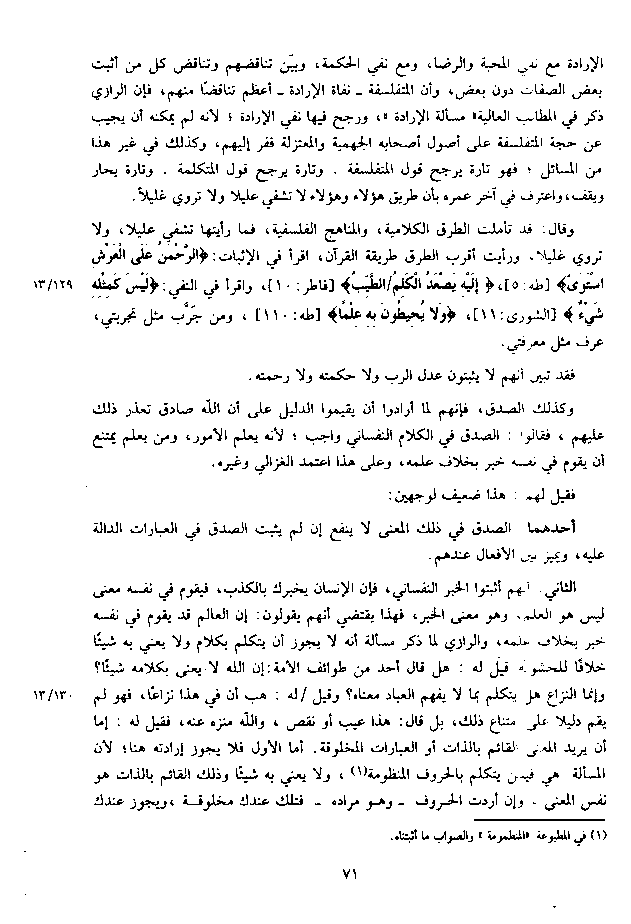 الإرادة مع نفي المحبة والرضا، ومع نفي الحكمة، وبيّن تناقضهم وتناقض كل من أثبت
بعض الصفات دون بعض، وأن المتفلسفة ـ نفاة الإرادة ـ أعظم تناقضًا منهم، فإن الرازي
ذكر في المطالب العالية» مسألة الإرادة »، ورجح فيها نفي الإرادة ؛ لأنه لم يمكنه أن يجيب
عن حجة المتفلسفة على أصول أصحابه الجهمية والمعتزلة ففر إليهم، وكذلك في غير هذا
من المسائل ؛ فهو تارة يرجح قول المتفلسفة . وتارة يرجح قول المتكلمة . وتارة يحار
ويقف، واعترف في آخر عمره بأن طريق هؤلاء وهؤلاء لا تشفي عليلا ولا تروي غليلاً.
وقال: قد تأملت الطرق الكلامية، والمناهج الفلسفية، فما رأيتها تشفي عليلا، ولا
تروي غليلا. ورأيت أقرب الطرق طريقة القرآن، اقرأ في الإثبات: ﴿الرَّحْمَنُ عَلَى الْعَرْشِ
اسْتَوَىٰ﴾ [طه: ٥]، ﴿ إِلَيْهِ يَصْعَدُ الْكَلِمُ/الطَّيِّبُ﴾ [فاطر: ١٠]، واقرأ في النفي: ﴿لَيْسَ كَمِثْلِهِ ١٣/١٢٩
شَيْءٌ ﴾ [الشورى: ١١]، ﴿وَلا يُحِيطُونَ بِهِ عِلْمًا﴾ [طه: ١١٠] ، ومن جَرَّب مثل تجربتي،
عرف مثل معرفتي.
فقد تبين أنهم لا يثبتون عدل الرب ولا حكمته ولا رحمته.
وكذلك الصدق، فإنهم لما أرادوا أن يقيموا الدليل على أن الله صادق تعذر ذلك
عليهم ، فقالوا : الصدق في الكلام النفساني واجب ؛ لأنه يعلم الأمور، ومن يعلم يمتنع
أن يقوم في نفسه خبر بخلاف علمه، وعلى هذا اعتمد الغزالي وغيره.
فقيل لهم : هذا ضعيف لوجهين:
أحدهما الصدق في ذلك المعنى لا ينفع إن لم يثبت الصدق في العبارات الدالة
عليه، ويميز بين الأفعال عندهم.
الثاني. أنهم أثبتوا الخبر النفساني، فإن الإنسان يخبرك بالكذب، فيقوم في نفسه معنى
ليس هو العلم. وهو معنى الخبر، فهذا يقتضي أنهم يقولون: إن العالم قد يقوم في نفسه
خبر بخلاف علمه، والرازي لما ذكر مسألة أنه لا يجوز أن يتكلم بكلام ولا يعني به شيئًا
خلافًا للحشوية قيل له : هل قال أحد من طوائف الأمة: إن الله لا يعنى بكلامه شيئًا؟
وإنما النزاع هل يتكلم بما لا يفهم العباد معناه؟ وقيل /له : هب أن في هذا نزاعًا، فهو لم ١٣/١٣٠
يقم دليلا على امتناع ذلك، بل قال: هذا عيب أو نقص ، والله منزه عنه، فقيل له : إما
أن يريد المعنى القائم بالذات أو العبارات المخلوقة. أما الأول فلا يجوز إرادته هنا؛ لأن
المسألة هي فيمن يتكلم بالحروف المنظومة(١) ، ولا يعني به شيئًا وذلك القائم بالذات هو
نفس المعنى . وإن أردت الحروف ـ وهو مراده ـ فتلك عندك مخلوقة ،ويجوز عندك
(١) في المطبوعة «المنظمومة » والصواب ما أثبتناه.
٧١